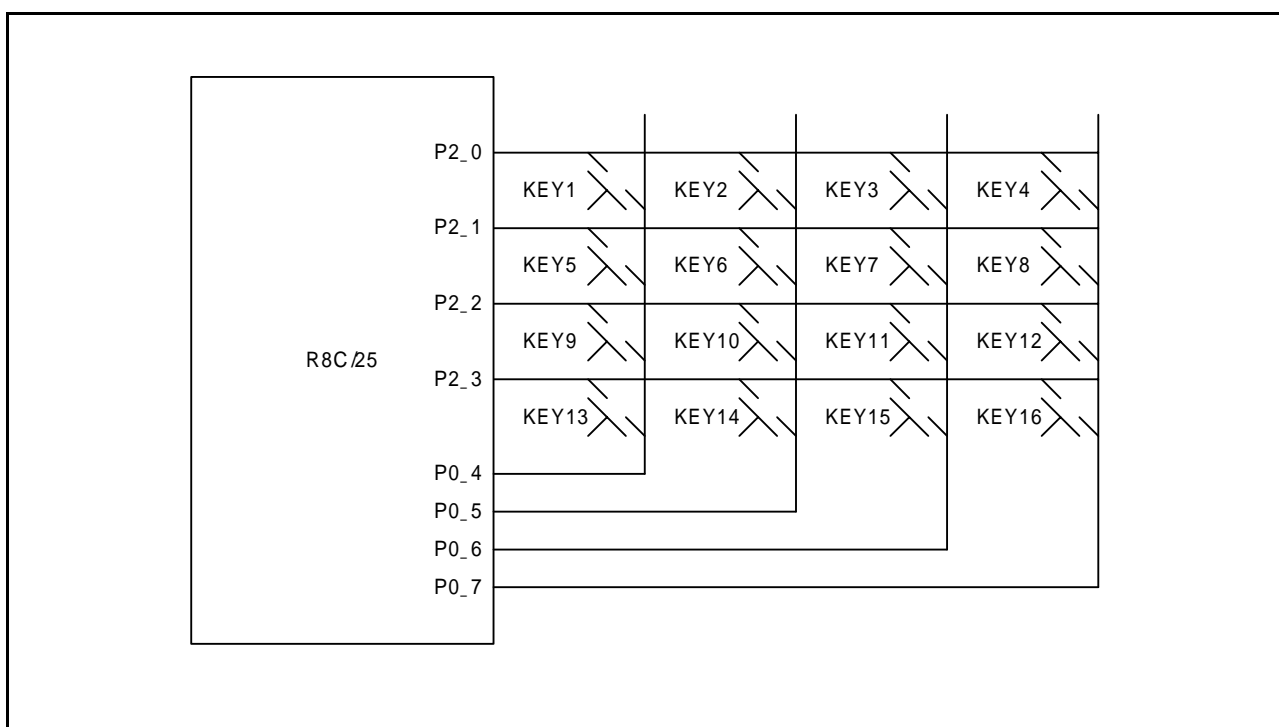 P2_0
KEY1 KEY2 KEY3 KEY4
P2_1
KEY5 KEY6 KEY7 KEY8
P2_2
KEY9 KEY10 KEY11 KEY12
R8C/25
P2_3
KEY13 KEY14 KEY15 KEY16
P0_4
P0_5
P0_6
P0_7